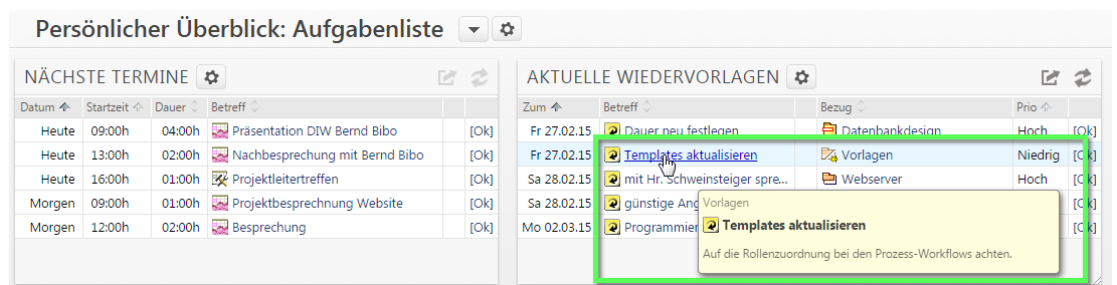 Persönlicher Überblick: Aufgabenliste
NÄCHSTE TERMINE
Datum Startzeit Dauer Betreff
Heute 09:00h 04:00h Präsentation DIW Bernd Bibo [Ok]
Heute 13:00h 02:00h Nachbesprechung mit Bernd Bibo [Ok]
Heute 16:00h 01:00h Projektleitertreffen [Ok]
Morgen 09:00h 01:00h Projektbesprechnung Website [Ok]
Morgen 12:00h 02:00h Besprechung [Ok]
AKTUELLE WIEDERVORLAGEN
Zum Betreff Bezug Prio
Fr 27.02.15 Dauer neu festlegen Datenbankdesign Hoch [Ok]
Fr 27.02.15 Templates aktualisieren Vorlagen Niedrig [Ok]
Sa 28.02.15 mit Hr. Schweinsteiger spre... Webserver Hoch [Ok]
Sa 28.02.15 günstige Ang
Mo 02.03.15 Programmier [Ok]
Vorlagen
Templates aktualisieren
Auf die Rollenzuordnung bei den Prozess-Workflows achten.